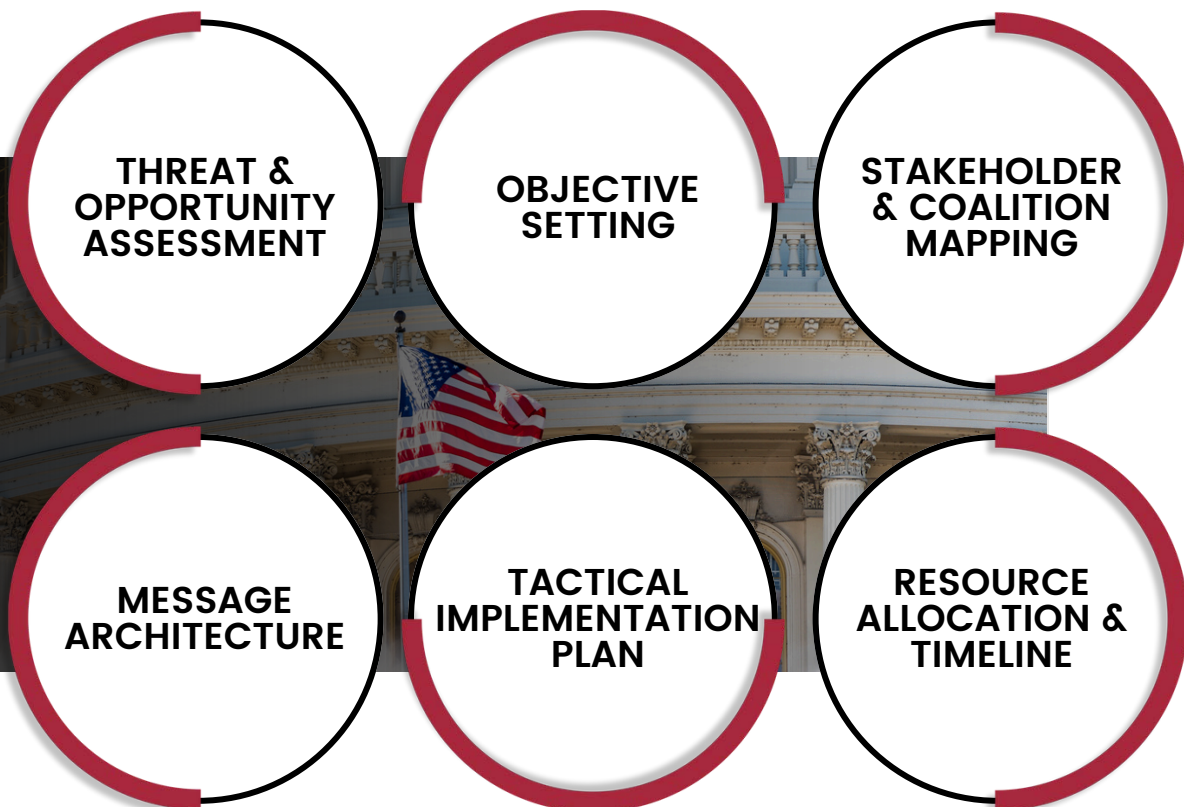 THREAT &
OPPORTUNITY
ASSESSMENT
OBJECTIVE
SETTING
STAKEHOLDER
& COALITION
MAPPING
MESSAGE
ARCHITECTURE
TACTICAL
IMPLEMENTATION
PLAN
RESOURCE
ALLOCATION &
TIMELINE